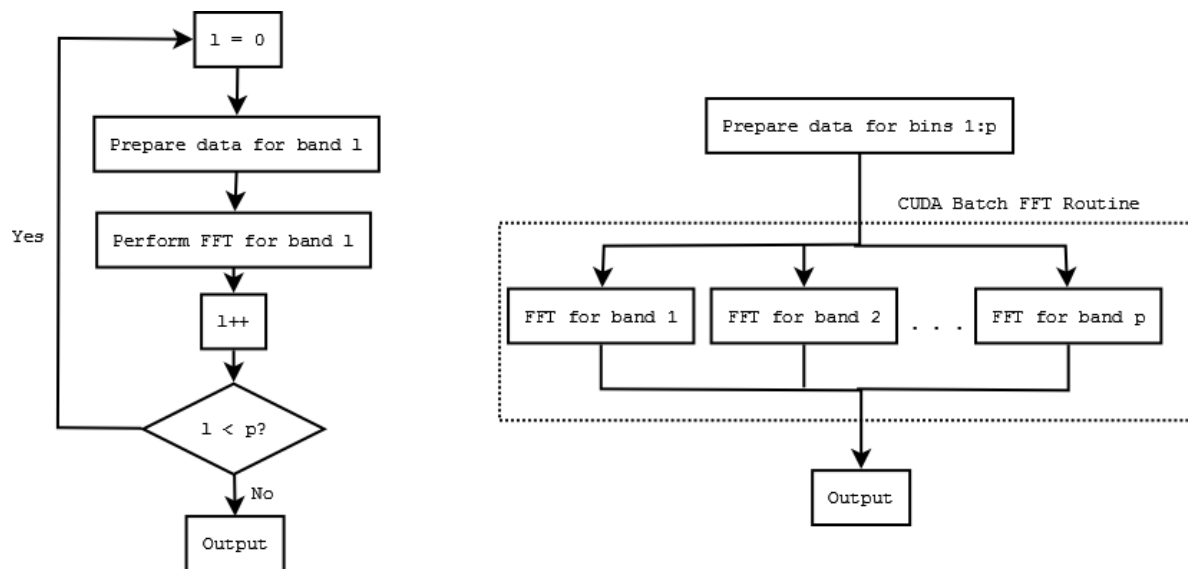 l = 0
Prepare data for band l
Perform FFT for band l
Yes
l++
l < p?
No
Output
Prepare data for bins 1:p
CUDA Batch FFT Routine
FFT for band 1
FFT for band 2
. . .
FFT for band p
Output